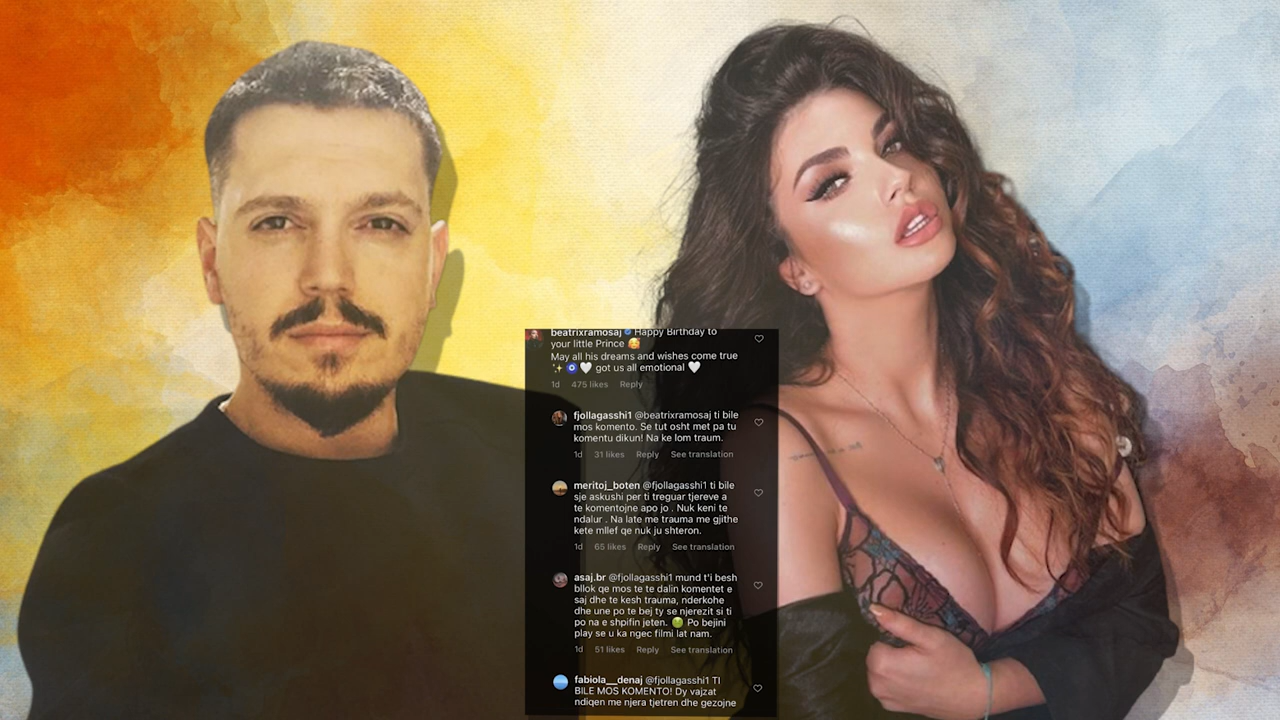 beatrixramosaj Happy Birthday to
your little Prince 🥰
May all his dreams and wishes come true
✨🧿🤍 got us all emotional 🤍
1d 475 likes Reply
fjollagasshi1 @beatrixramosaj ti bile
mos komento. Se tut osht met pa tu
komentu dikun! Na ke lom traum.
1d 31 likes Reply See translation
meritoj_boten @fjollagasshi1 ti bile
sje askushi per ti treguar tjereve a
te komentojne apo jo . Nuk keni te
ndalur . Na late me trauma me gjithe
kete mllef qe nuk ju shteron.
1d 65 likes Reply See translation
asaj.br @fjollagasshi1 mund t'i besh
bllok qe mos te te dalin komentet e
saj dhe te kesh trauma, nderkohe
dhe une po te bej ty se njerezit si ti
po na e shpifin jeten. 🤢 Po bejini
play se u ka ngec filmi lat nam.
1d 51 likes Reply See translation
fabiola__denaj @fjollagasshi1 TI
BILE MOS KOMENTO! Dy vajzat
ndiqen me njera tjetren dhe gezojne